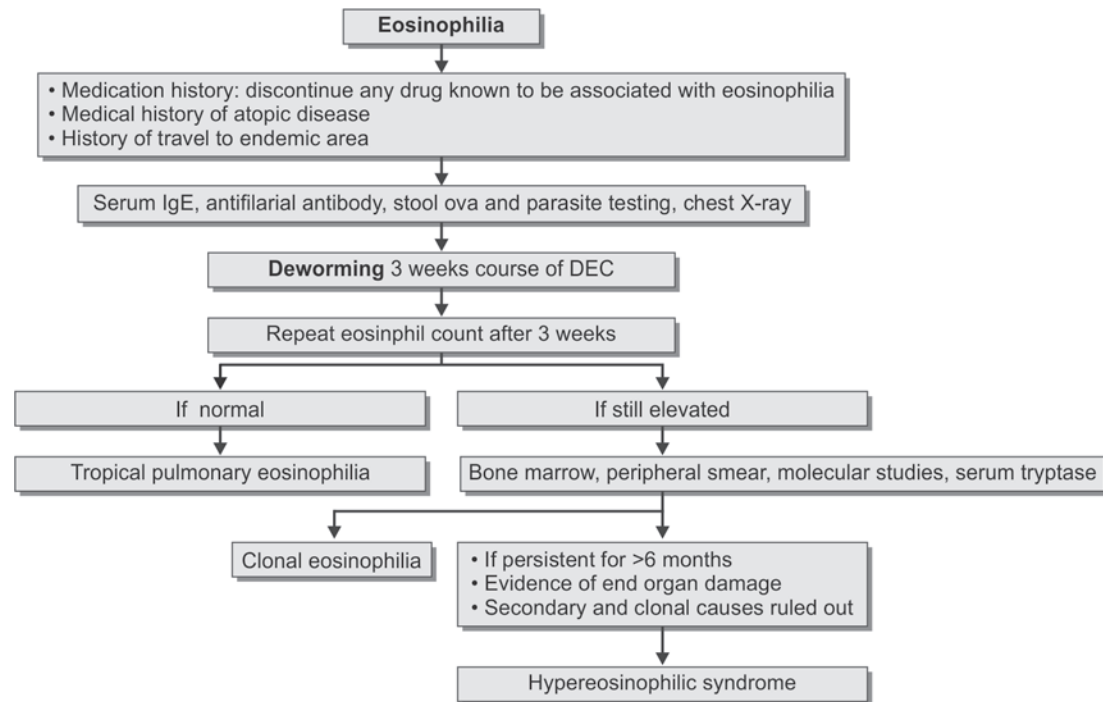 Eosinophilia
• Medication history: discontinue any drug known to be associated with eosinophilia
• Medical history of atopic disease
• History of travel to endemic area
Serum IgE, antifilarial antibody, stool ova and parasite testing, chest X-ray
Deworming 3 weeks course of DEC
Repeat eosinphil count after 3 weeks
If normal
If still elevated
Tropical pulmonary eosinophilia
Bone marrow, peripheral smear, molecular studies, serum tryptase
Clonal eosinophilia
• If persistent for >6 months
• Evidence of end organ damage
• Secondary and clonal causes ruled out
Hypereosinophilic syndrome